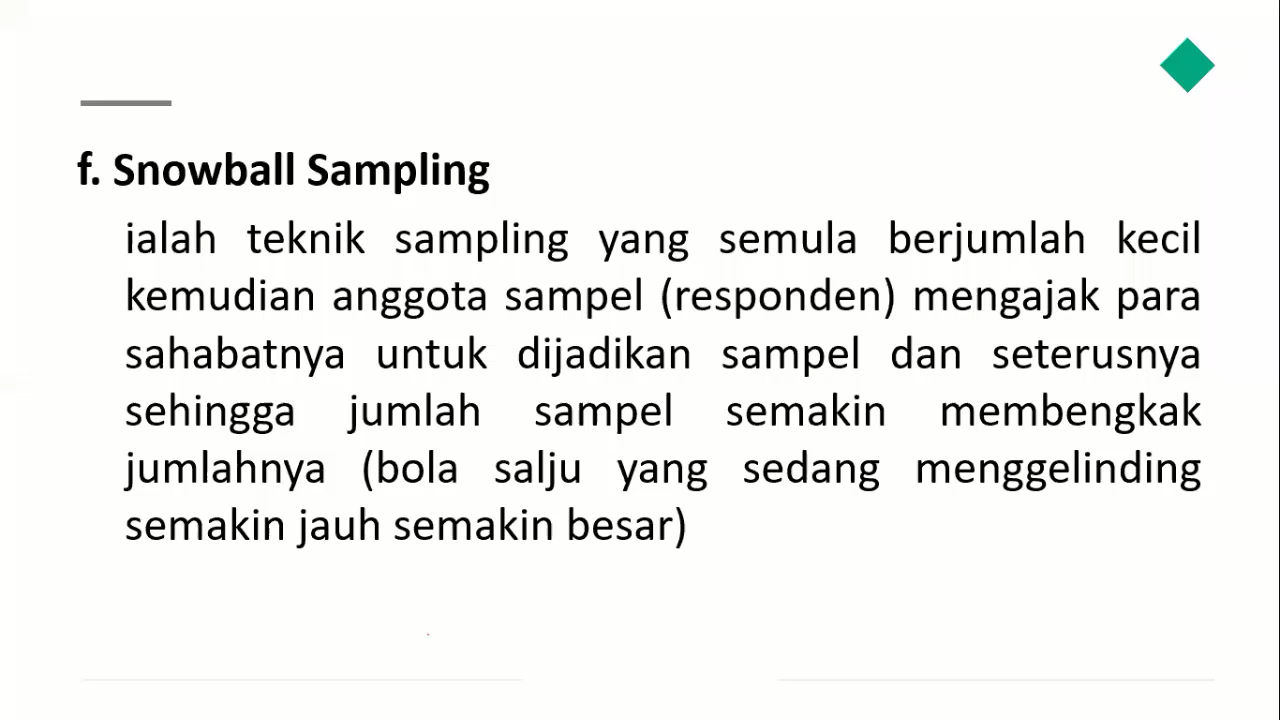 f. Snowball Sampling
ialah teknik sampling yang semula berjumlah kecil
kemudian anggota sampel (responden) mengajak para
sahabatnya untuk dijadikan sampel dan seterusnya
sehingga jumlah sampel semakin membengkak
jumlahnya (bola salju yang sedang menggelinding
semakin jauh semakin besar)